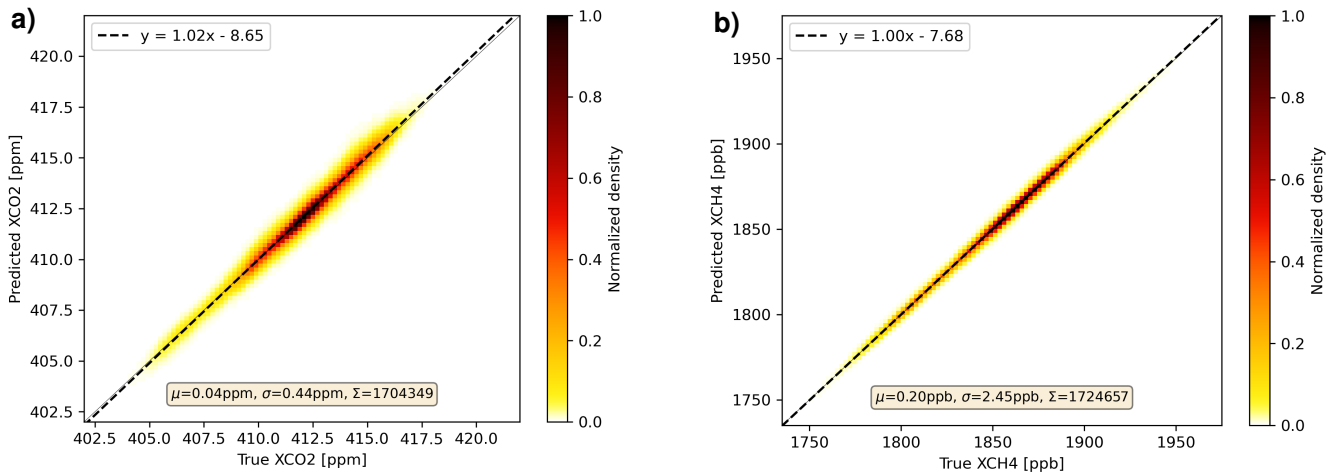 a)
y = 1.02x - 8.65
420.0
417.5
415.0
412.5
410.0
407.5
405.0
402.5
Predicted XCO2 [ppm]
μ=0.04ppm, σ=0.44ppm, Σ=1704349
402.5 405.0 407.5 410.0 412.5 415.0 417.5 420.0
True XCO2 [ppm]
1.0
0.8
0.6
0.4
0.2
0.0
Normalized density
b)
y = 1.00x - 7.68
1950
1900
1850
1800
1750
Predicted XCH4 [ppb]
μ=0.20ppb, σ=2.45ppb, Σ=1724657
1750 1800 1850 1900 1950
True XCH4 [ppb]
1.0
0.8
0.6
0.4
0.2
0.0
Normalized density